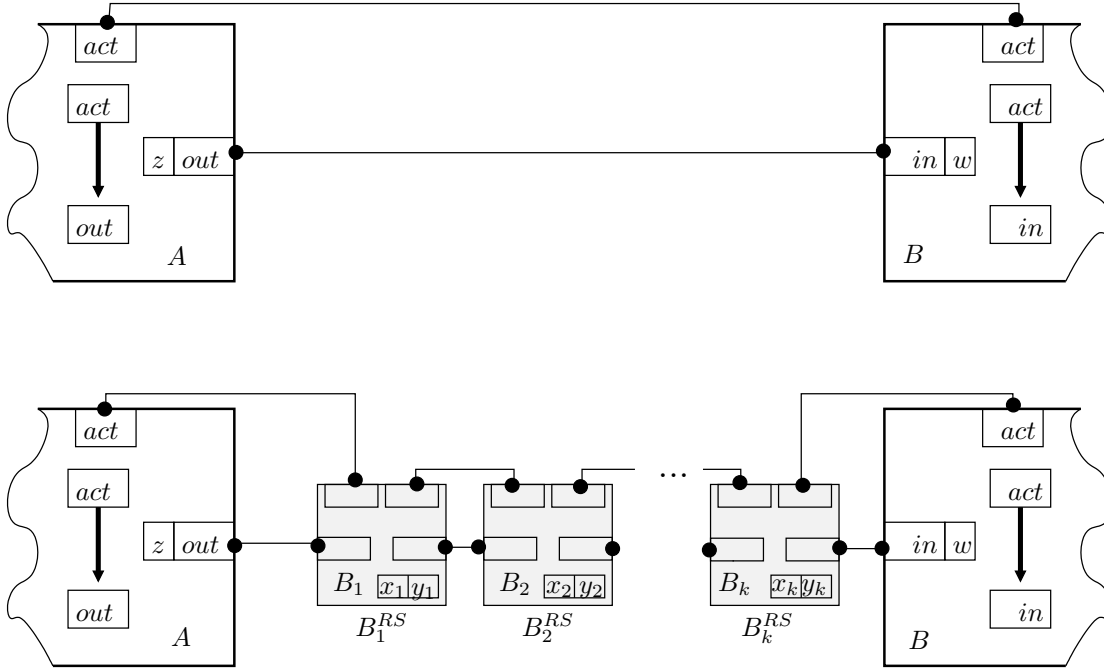 act act
act act
z out in w
out in
A B
...
act act
act act
z out in w
B₁ x₁ y₁ B₂ x₂ y₂ Bₖ xₖ yₖ
out in
A B₁ᴿˢ B₂ᴿˢ Bₖᴿˢ B